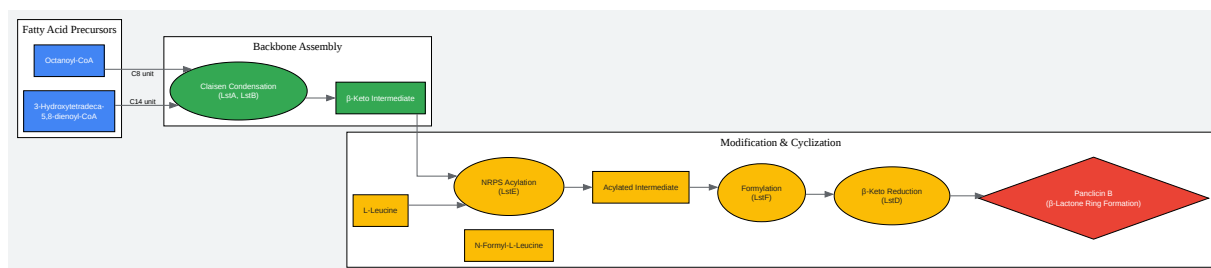 Fatty Acid Precursors
Octanoyl-CoA
3-Hydroxytetradeca-
5,8-dienoyl-CoA
C8 unit
C14 unit
Backbone Assembly
Claisen Condensation
(LstA, LstB)
β-Keto Intermediate
Modification & Cyclization
L-Leucine
NRPS Acylation
(LstE)
N-Formyl-L-Leucine
Acylated Intermediate
Formylation
(LstF)
β-Keto Reduction
(LstD)
Panclicin B
(β-Lactone Ring Formation)